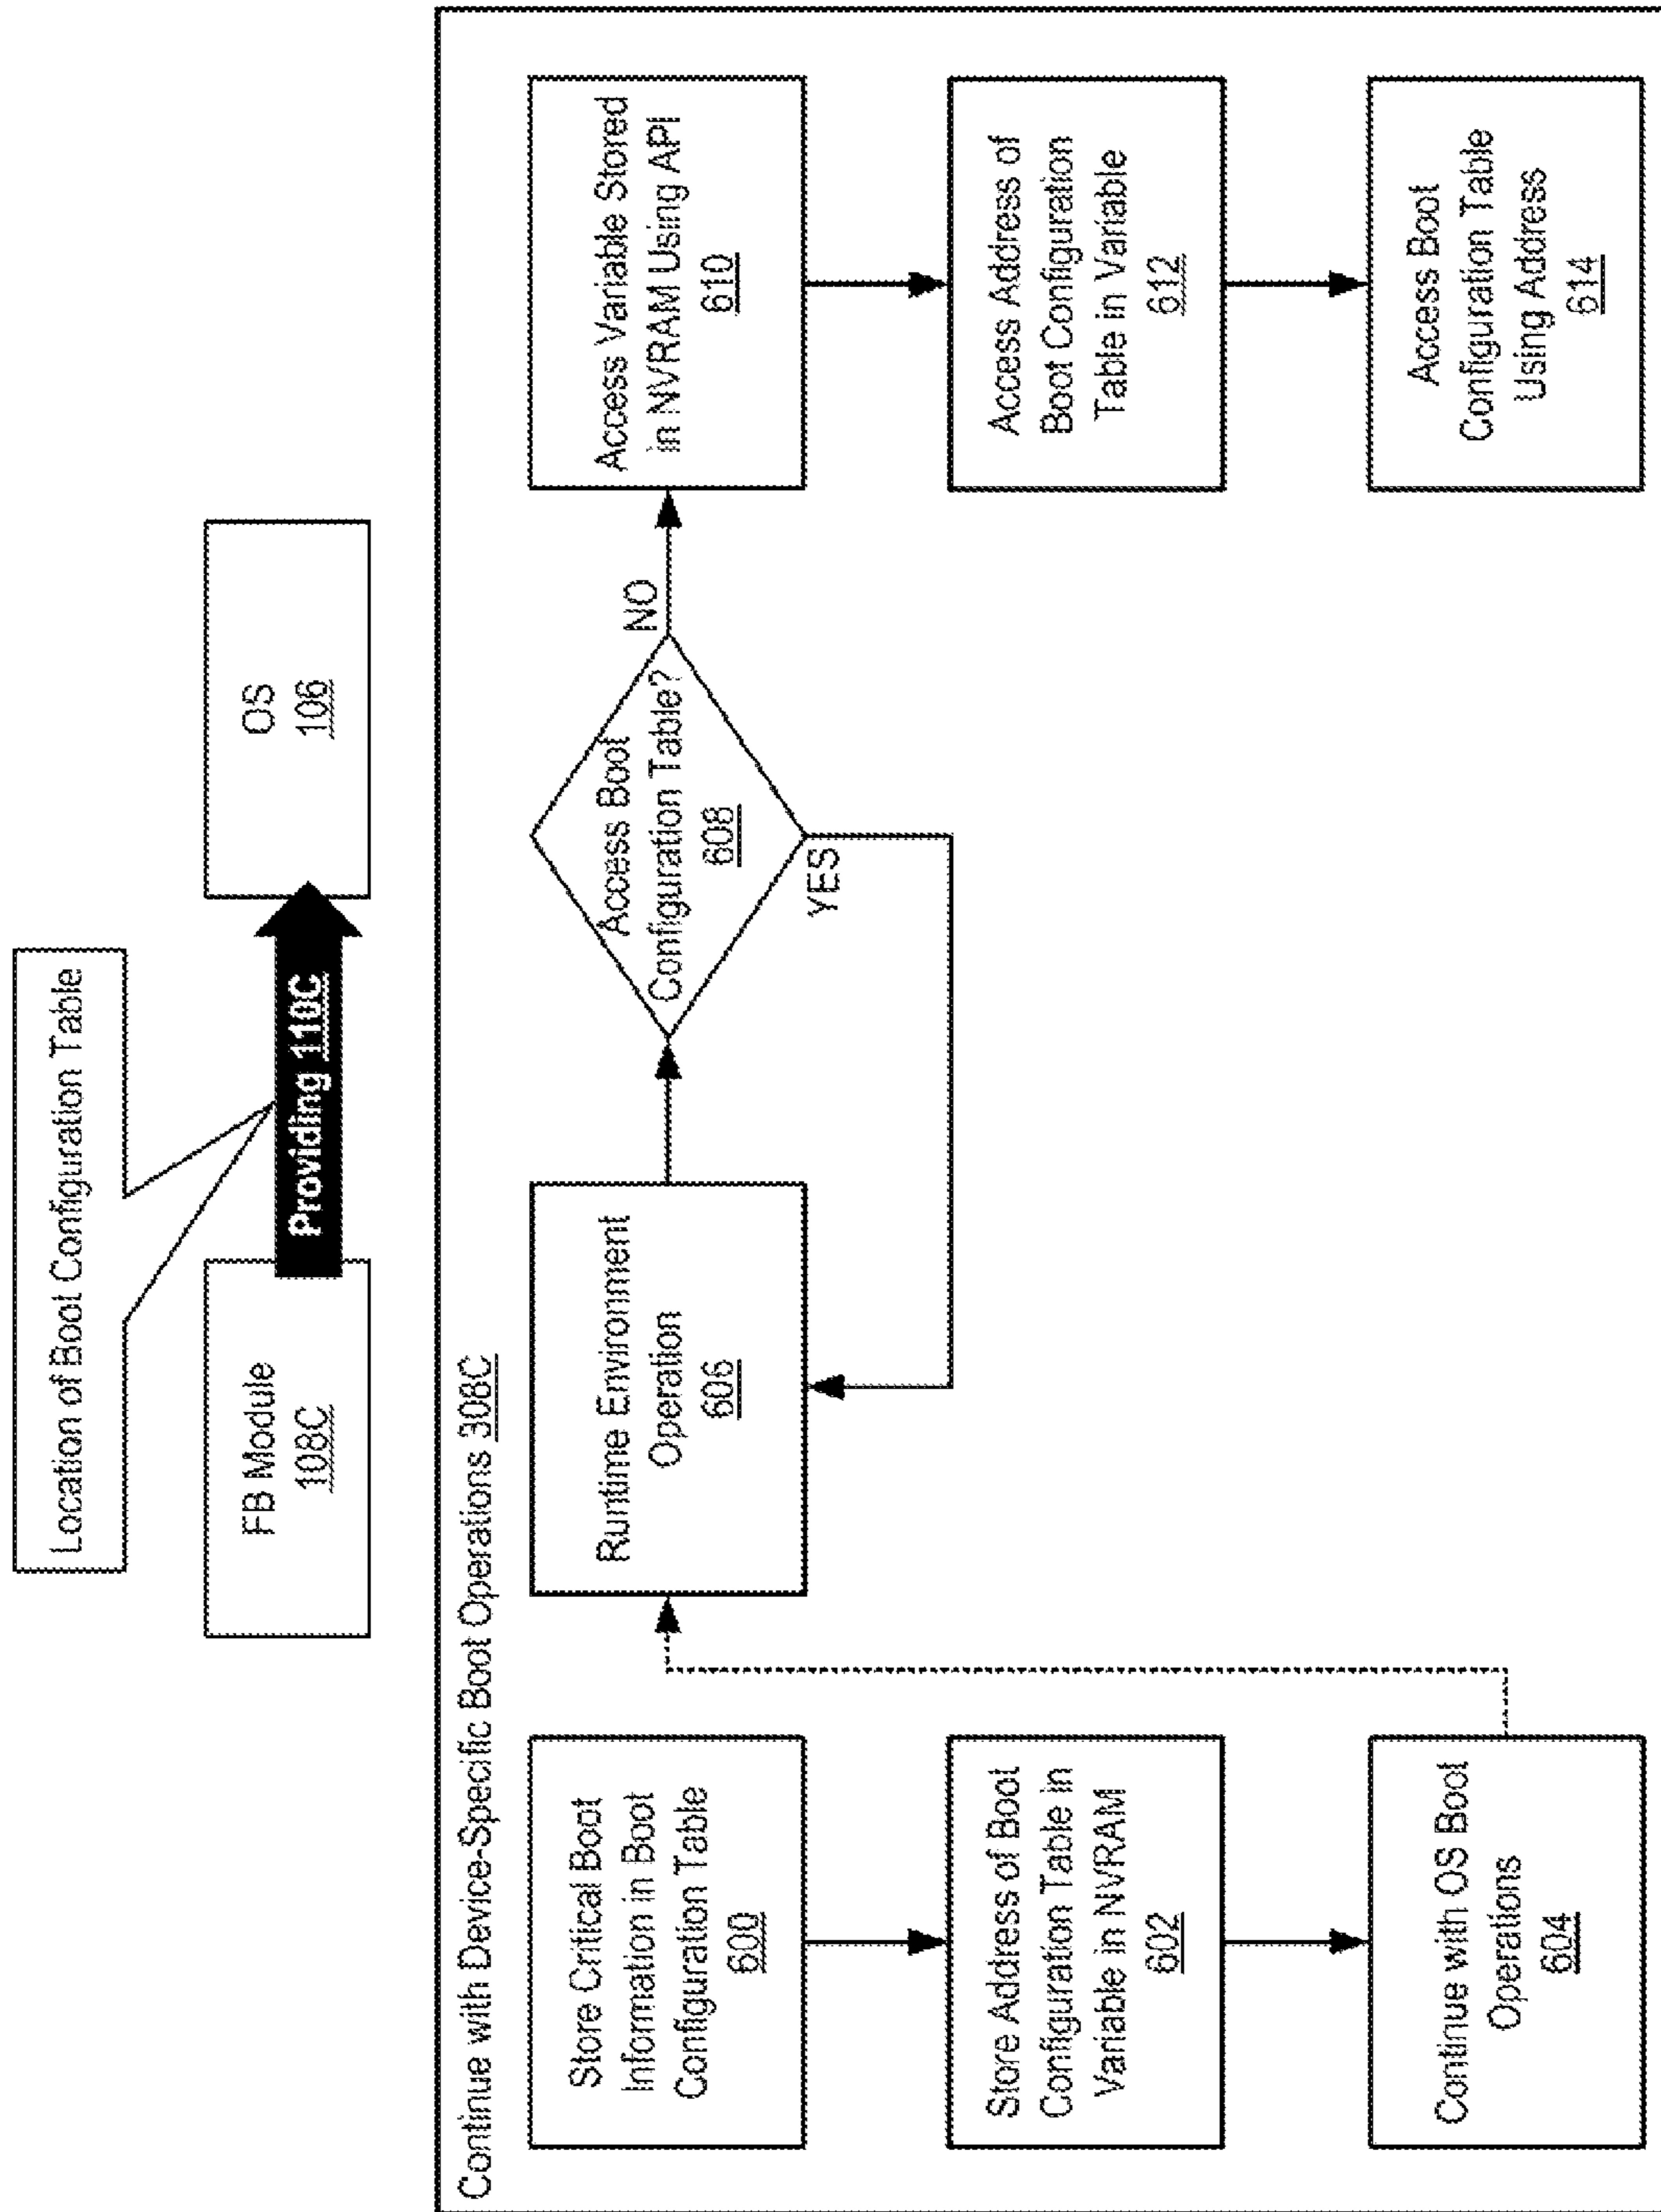 Location of Boot Configuration Table
FB Module
108C
Providing 110C
OS
106
Continue with Device-Specific Boot Operations 308C
Store Critical Boot
Information in Boot
Configuration Table
600
Store Address of Boot
Configuration Table in
Variable in NVRAM
602
Continue with OS Boot
Operations
604
Runtime Environment
Operation
606
Access Boot
Configuration Table?
608
NO
YES
Access Variable Stored
in NVRAM Using API
610
Access Address of
Boot Configuration
Table in Variable
612
Access Boot
Configuration Table
Using Address
614